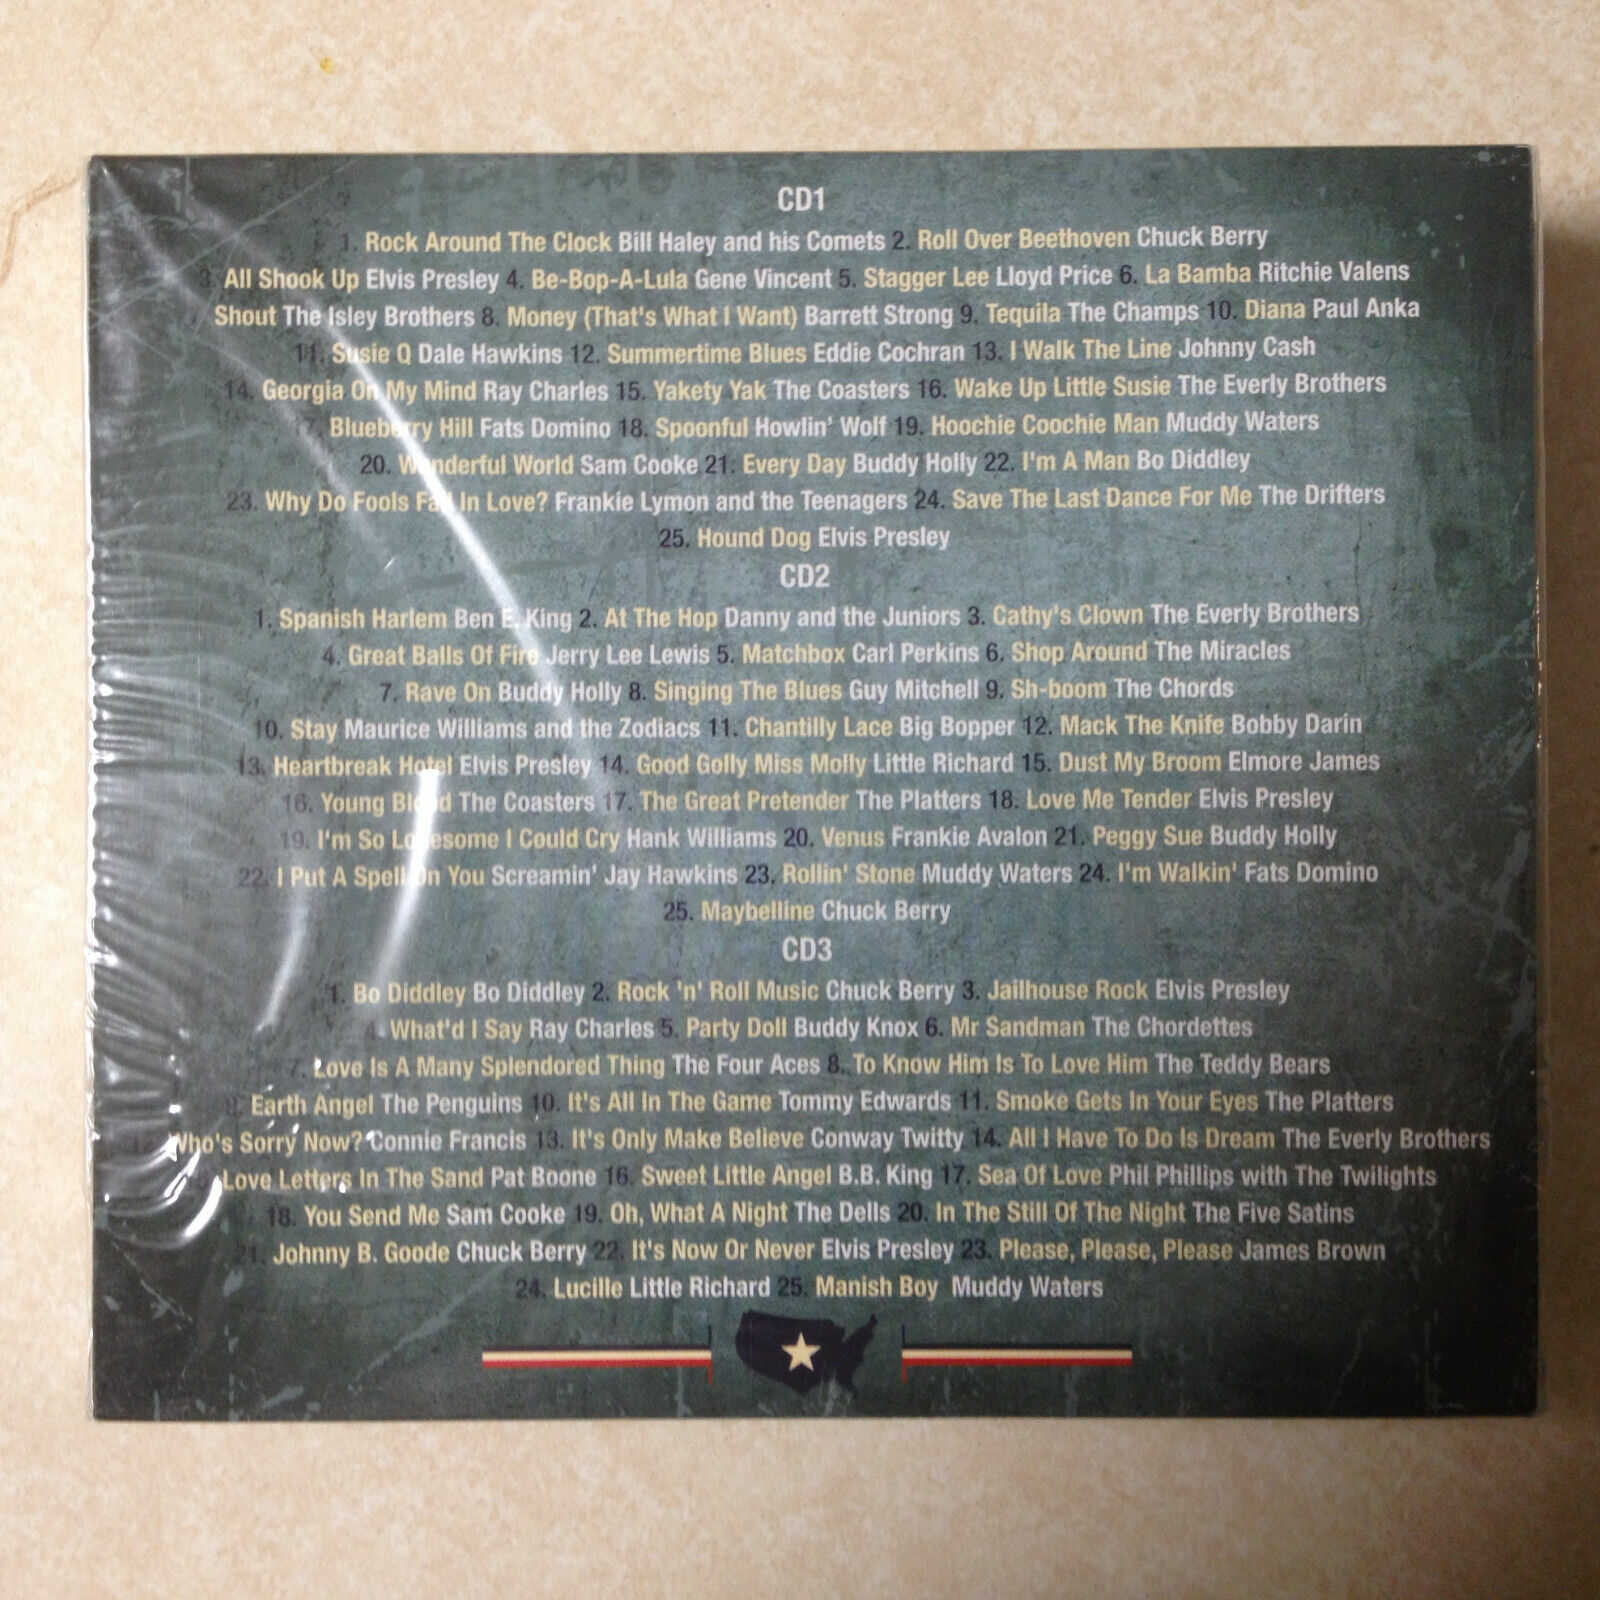 CD1
1. Rock Around The Clock Bill Haley and his Comets 2. Roll Over Beethoven Chuck Berry
3. All Shook Up Elvis Presley 4. Be-Bop-A-Lula Gene Vincent 5. Stagger Lee Lloyd Price 6. La Bamba Ritchie Valens
Shout The Isley Brothers 8. Money (That's What I Want) Barrett Strong 9. Tequila The Champs 10. Diana Paul Anka
11. Susie Q Dale Hawkins 12. Summertime Blues Eddie Cochran 13. I Walk The Line Johnny Cash
14. Georgia On My Mind Ray Charles 15. Yakety Yak The Coasters 16. Wake Up Little Susie The Everly Brothers
17. Blueberry Hill Fats Domino 18. Spoonful Howlin' Wolf 19. Hoochie Coochie Man Muddy Waters
20. Wonderful World Sam Cooke 21. Every Day Buddy Holly 22. I'm A Man Bo Diddley
23. Why Do Fools Fall In Love? Frankie Lymon and the Teenagers 24. Save The Last Dance For Me The Drifters
25. Hound Dog Elvis Presley
CD2
1. Spanish Harlem Ben E. King 2. At The Hop Danny and the Juniors 3. Cathy's Clown The Everly Brothers
4. Great Balls Of Fire Jerry Lee Lewis 5. Matchbox Carl Perkins 6. Shop Around The Miracles
7. Rave On Buddy Holly 8. Singing The Blues Guy Mitchell 9. Sh-boom The Chords
10. Stay Maurice Williams and the Zodiacs 11. Chantilly Lace Big Bopper 12. Mack The Knife Bobby Darin
13. Heartbreak Hotel Elvis Presley 14. Good Golly Miss Molly Little Richard 15. Dust My Broom Elmore James
16. Young Blood The Coasters 17. The Great Pretender The Platters 18. Love Me Tender Elvis Presley
19. I'm So Lonesome I Could Cry Hank Williams 20. Venus Frankie Avalon 21. Peggy Sue Buddy Holly
22. I Put A Spell On You Screamin' Jay Hawkins 23. Rollin' Stone Muddy Waters 24. I'm Walkin' Fats Domino
25. Maybelline Chuck Berry
CD3
1. Bo Diddley Bo Diddley 2. Rock 'n' Roll Music Chuck Berry 3. Jailhouse Rock Elvis Presley
4. What'd I Say Ray Charles 5. Party Doll Buddy Knox 6. Mr Sandman The Chordettes
7. Love Is A Many Splendored Thing The Four Aces 8. To Know Him Is To Love Him The Teddy Bears
Earth Angel The Penguins 10. It's All In The Game Tommy Edwards 11. Smoke Gets In Your Eyes The Platters
Who's Sorry Now? Connie Francis 13. It's Only Make Believe Conway Twitty 14. All I Have To Do Is Dream The Everly Brothers
Love Letters In The Sand Pat Boone 16. Sweet Little Angel B.B. King 17. Sea Of Love Phil Phillips with The Twilights
18. You Send Me Sam Cooke 19. Oh, What A Night The Dells 20. In The Still Of The Night The Five Satins
21. Johnny B. Goode Chuck Berry 22. It's Now Or Never Elvis Presley 23. Please, Please, Please James Brown
24. Lucille Little Richard 25. Manish Boy Muddy Waters